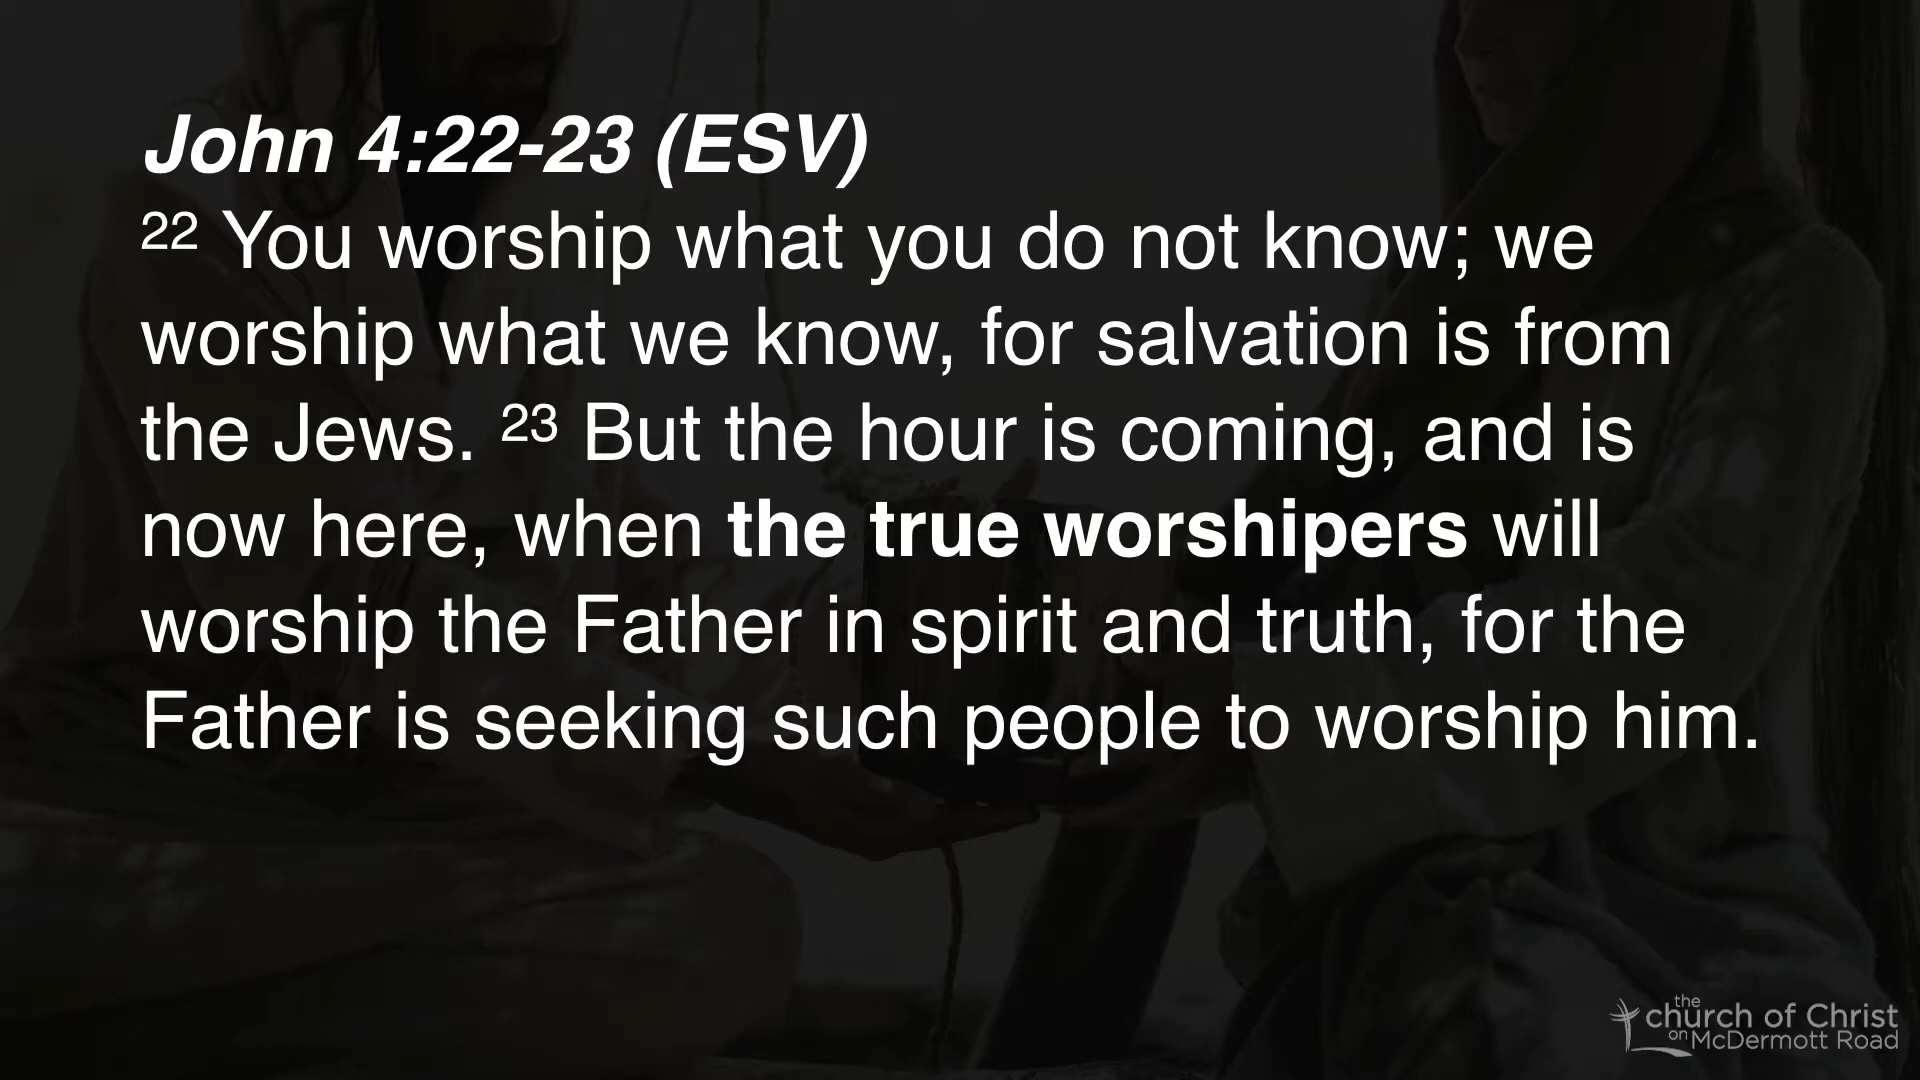 John 4:22-23 (ESV)
22 You worship what you do not know; we
worship what we know, for salvation is from
the Jews. 23 But the hour is coming, and is
now here, when the true worshipers will
worship the Father in spirit and truth, for the
Father is seeking such people to worship him.
the
church of Christ
on McDermott Road